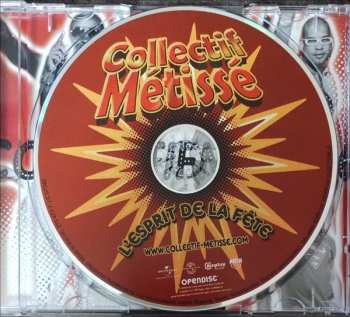 Collectif
Métissé
L'ESPRIT DE LA FÊTE
WWW.COLLECTIF-METISSE.COM
OPENDISC